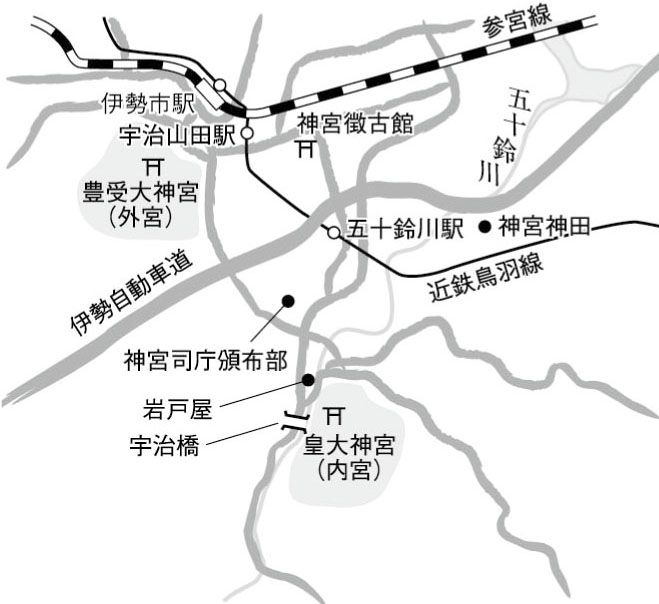 参宮線
伊勢市駅
宇治山田駅
神宮徴古館
五十鈴川
豊受大神宮
（外宮）
五十鈴川駅
神宮神田
伊勢自動車道
近鉄鳥羽線
神宮司庁頒布部
岩戸屋
宇治橋
皇大神宮
（内宮）